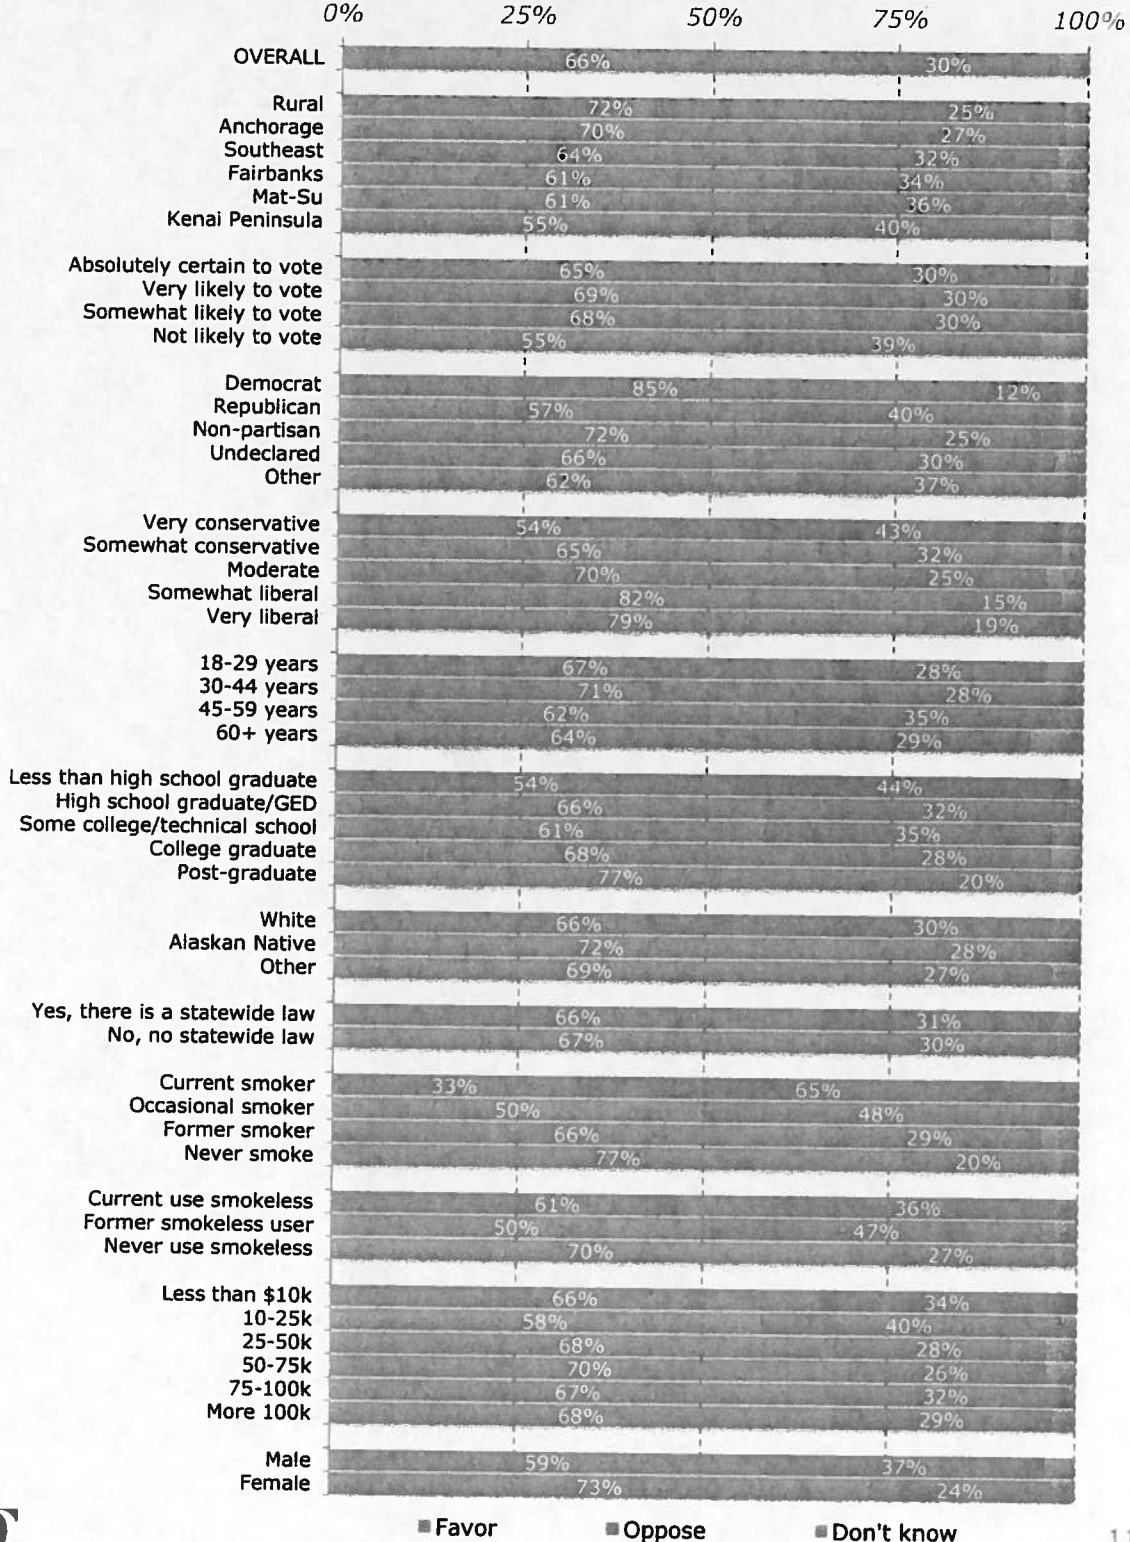 0% 25% 50% 75% 100%
OVERALL 66% 30%
Rural 72% 25%
Anchorage 70% 27%
Southeast 64% 32%
Fairbanks 61% 34%
Mat-Su 61% 36%
Kenai Peninsula 55% 40%
Absolutely certain to vote 65% 30%
Very likely to vote 69% 30%
Somewhat likely to vote 68% 30%
Not likely to vote 55% 39%
Democrat 85% 12%
Republican 57% 40%
Non-partisan 72% 25%
Undeclared 66% 30%
Other 62% 37%
Very conservative 54% 43%
Somewhat conservative 65% 32%
Moderate 70% 25%
Somewhat liberal 82% 15%
Very liberal 79% 19%
18-29 years 67% 28%
30-44 years 71% 28%
45-59 years 62% 35%
60+ years 64% 29%
Less than high school graduate 54% 44%
High school graduate/GED 66% 32%
Some college/technical school 61% 35%
College graduate 68% 28%
Post-graduate 77% 20%
White 66% 30%
Alaskan Native 72% 28%
Other 69% 27%
Yes, there is a statewide law 66% 31%
No, no statewide law 67% 30%
Current smoker 33% 65%
Occasional smoker 50% 48%
Former smoker 66% 29%
Never smoke 77% 20%
Current use smokeless 61% 36%
Former smokeless user 50% 47%
Never use smokeless 70% 27%
Less than $10k 66% 34%
10-25k 58% 40%
25-50k 68% 28%
50-75k 70% 26%
75-100k 67% 32%
More 100k 68% 29%
Male 59% 37%
Female 73% 24%
Favor Oppose Don't know